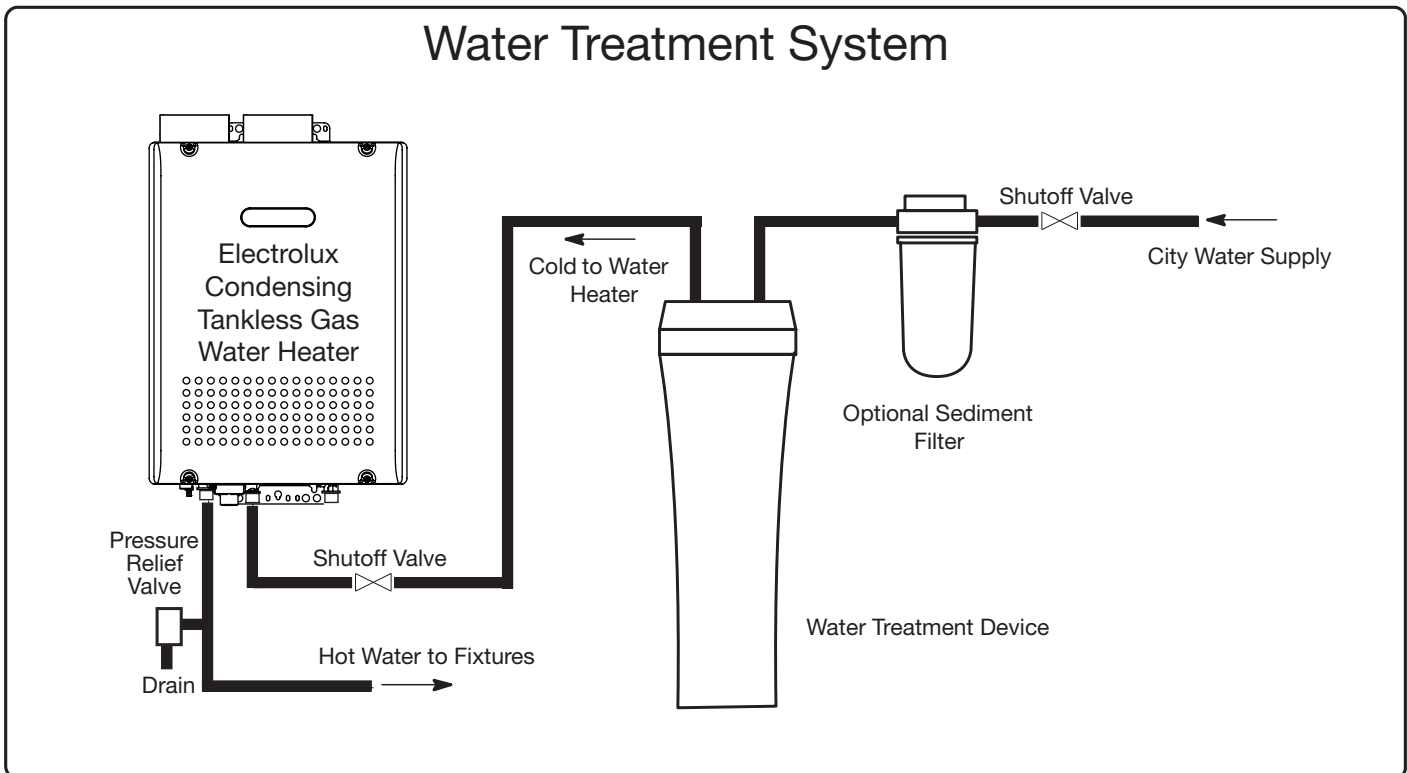 Water Treatment System
Shutoff Valve
City Water Supply
Electrolux
Condensing
Tankless Gas
Water Heater
Cold to Water
Heater
Optional Sediment
Filter
Pressure
Relief
Valve
Shutoff Valve
Water Treatment Device
Hot Water to Fixtures
Drain